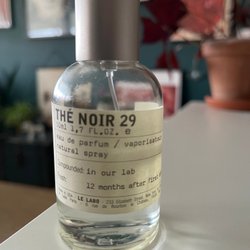 THÉ NOIR 29
50ml 1,7 FL.OZ. e
eau de parfum / vaporisateur
natural spray
compounded in our lab
12 months after first
LE LABO